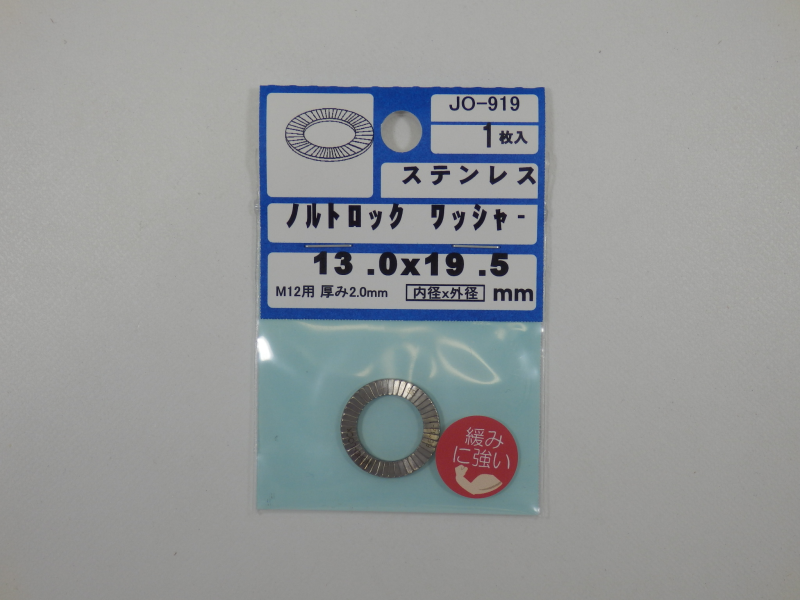 JO-919
1枚入
ステンレス
ノルトロック ワッシャ-
13.0x19.5
M12用 厚み2.0mm 内径x外径 mm
緩み
に強い